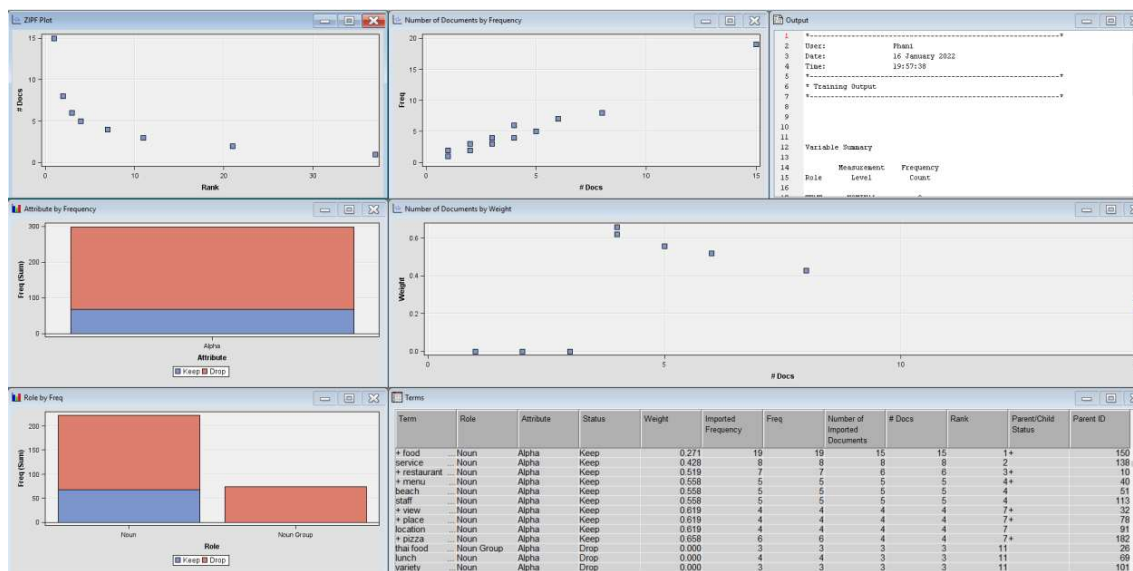 ZIPF Plot
# Docs
15
10
5
0
0 10 20 30
Rank
Number of Documents by Frequency
Freq
20
15
10
5
0
0 5 10 15
# Docs
Output
1 *------------------------------------------------------------*
2 User: Phani
3 Date: 16 January 2022
4 Time: 19:57:38
5 *------------------------------------------------------------*
6 * Training Output
7 *------------------------------------------------------------*
8
9
10
11
12 Variable Summary
13
14 Measurement Frequency
15 Role Level Count
16
Attribute by Frequency
Freq (Sum)
300
200
100
0
Alpha
Attribute
Keep Drop
Number of Documents by Weight
Weight
0.6
0.4
0.2
0.0
0 5 10
# Docs
Role by Freq
Freq (Sum)
200
150
100
50
0
Noun Noun Group
Role
Keep Drop
Terms
Term Role Attribute Status Weight Imported Frequency Freq Number of Imported Documents # Docs Rank Parent/Child Status Parent ID
+ food ... Noun Alpha Keep 0.271 19 19 15 15 1 + 150
service ... Noun Alpha Keep 0.428 8 8 8 8 2 138
+ restaurant ... Noun Alpha Keep 0.519 7 7 6 6 3 + 10
+ menu ... Noun Alpha Keep 0.558 5 5 5 5 4 + 40
beach ... Noun Alpha Keep 0.558 5 5 5 5 4 51
staff ... Noun Alpha Keep 0.558 5 5 5 5 4 113
+ view ... Noun Alpha Keep 0.619 4 4 4 4 7 + 32
+ place ... Noun Alpha Keep 0.619 4 4 4 4 7 + 78
location ... Noun Alpha Keep 0.619 4 4 4 4 7 91
+ pizza ... Noun Alpha Keep 0.658 6 6 4 4 7 + 182
thai food ... Noun Group Alpha Drop 0.000 3 3 3 3 11 26
lunch ... Noun Alpha Drop 0.000 4 4 3 3 11 69
variety ... Noun Alpha Drop 0.000 3 3 3 3 11 101